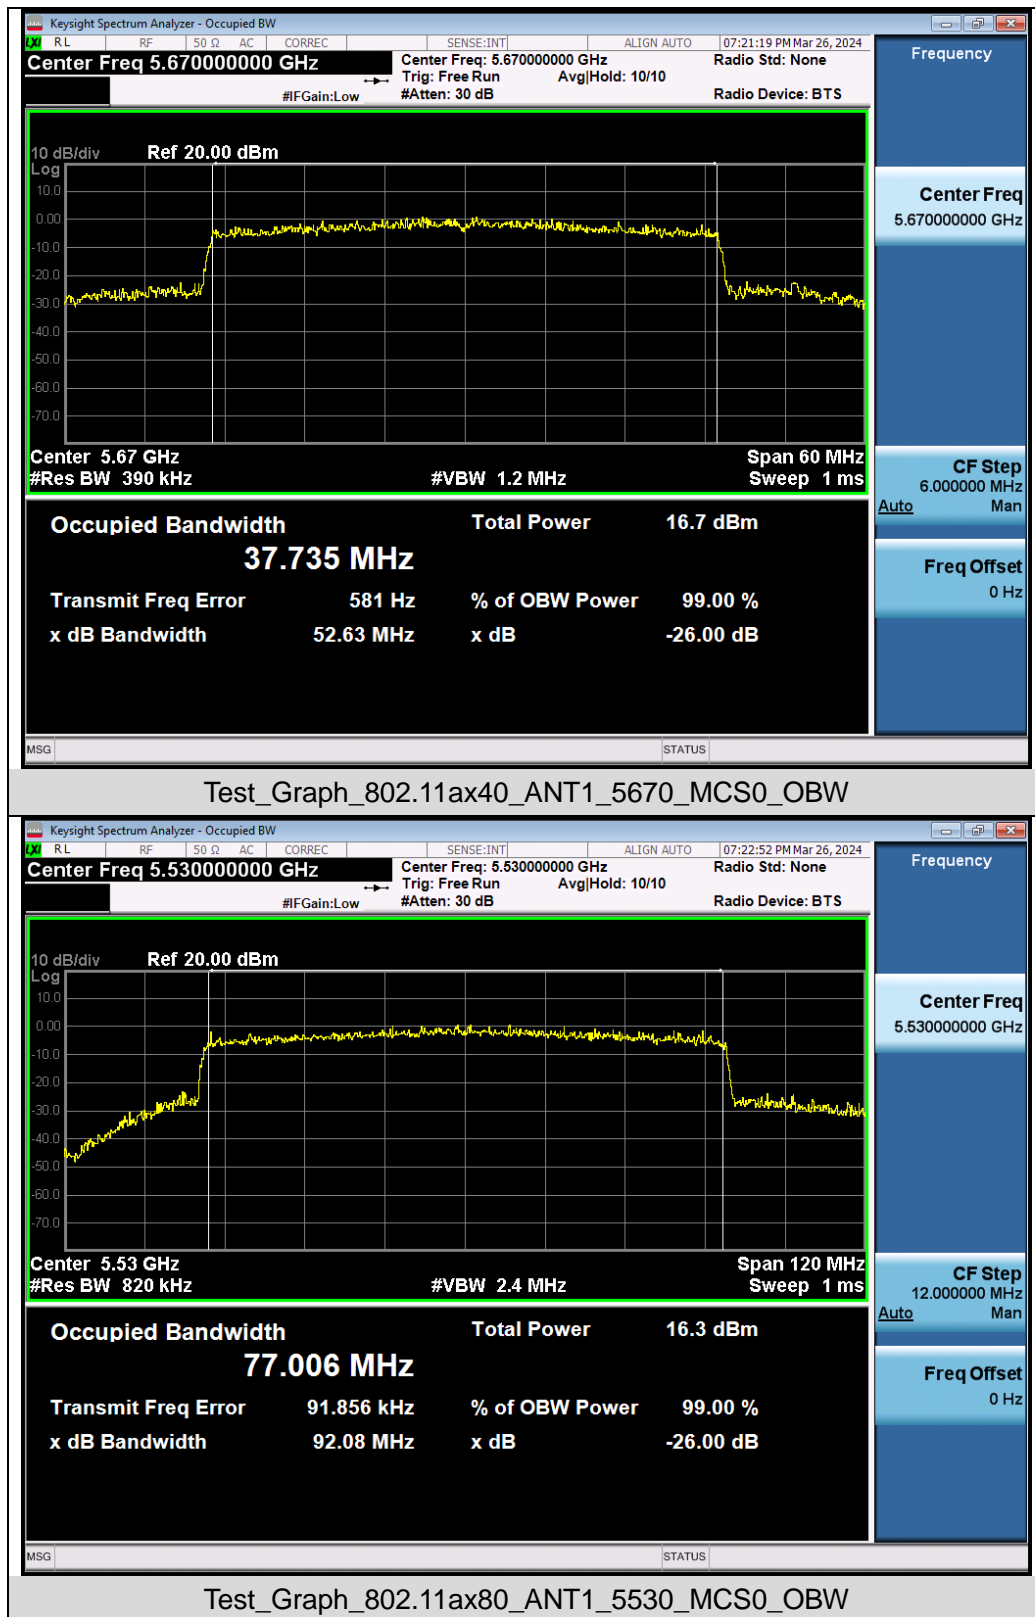 Keysight Spectrum Analyzer - Occupied BW
LXI RL RF 50 Ω AC CORREC SENSE:INT ALIGN AUTO 07:21:19 PM Mar 26, 2024
Center Freq 5.670000000 GHz Center Freq: 5.670000000 GHz Radio Std: None
Trig: Free Run Avg|Hold: 10/10
#IFGain:Low #Atten: 30 dB Radio Device: BTS
Frequency
10 dB/div Ref 20.00 dBm
Log
10.0
0.00
-10.0
-20.0
-30.0
-40.0
-50.0
-60.0
-70.0
Center 5.67 GHz Span 60 MHz
#Res BW 390 kHz #VBW 1.2 MHz Sweep 1 ms
Center Freq
5.670000000 GHz
CF Step
6.000000 MHz
Auto Man
Freq Offset
0 Hz
Occupied Bandwidth Total Power 16.7 dBm
37.735 MHz
Transmit Freq Error 581 Hz % of OBW Power 99.00 %
x dB Bandwidth 52.63 MHz x dB -26.00 dB
MSG STATUS
Test_Graph_802.11ax40_ANT1_5670_MCS0_OBW
Keysight Spectrum Analyzer - Occupied BW
LXI RL RF 50 Ω AC CORREC SENSE:INT ALIGN AUTO 07:22:52 PM Mar 26, 2024
Center Freq 5.530000000 GHz Center Freq: 5.530000000 GHz Radio Std: None
Trig: Free Run Avg|Hold: 10/10
#IFGain:Low #Atten: 30 dB Radio Device: BTS
Frequency
10 dB/div Ref 20.00 dBm
Log
10.0
0.00
-10.0
-20.0
-30.0
-40.0
-50.0
-60.0
-70.0
Center 5.53 GHz Span 120 MHz
#Res BW 820 kHz #VBW 2.4 MHz Sweep 1 ms
Center Freq
5.530000000 GHz
CF Step
12.000000 MHz
Auto Man
Freq Offset
0 Hz
Occupied Bandwidth Total Power 16.3 dBm
77.006 MHz
Transmit Freq Error 91.856 kHz % of OBW Power 99.00 %
x dB Bandwidth 92.08 MHz x dB -26.00 dB
MSG STATUS
Test_Graph_802.11ax80_ANT1_5530_MCS0_OBW